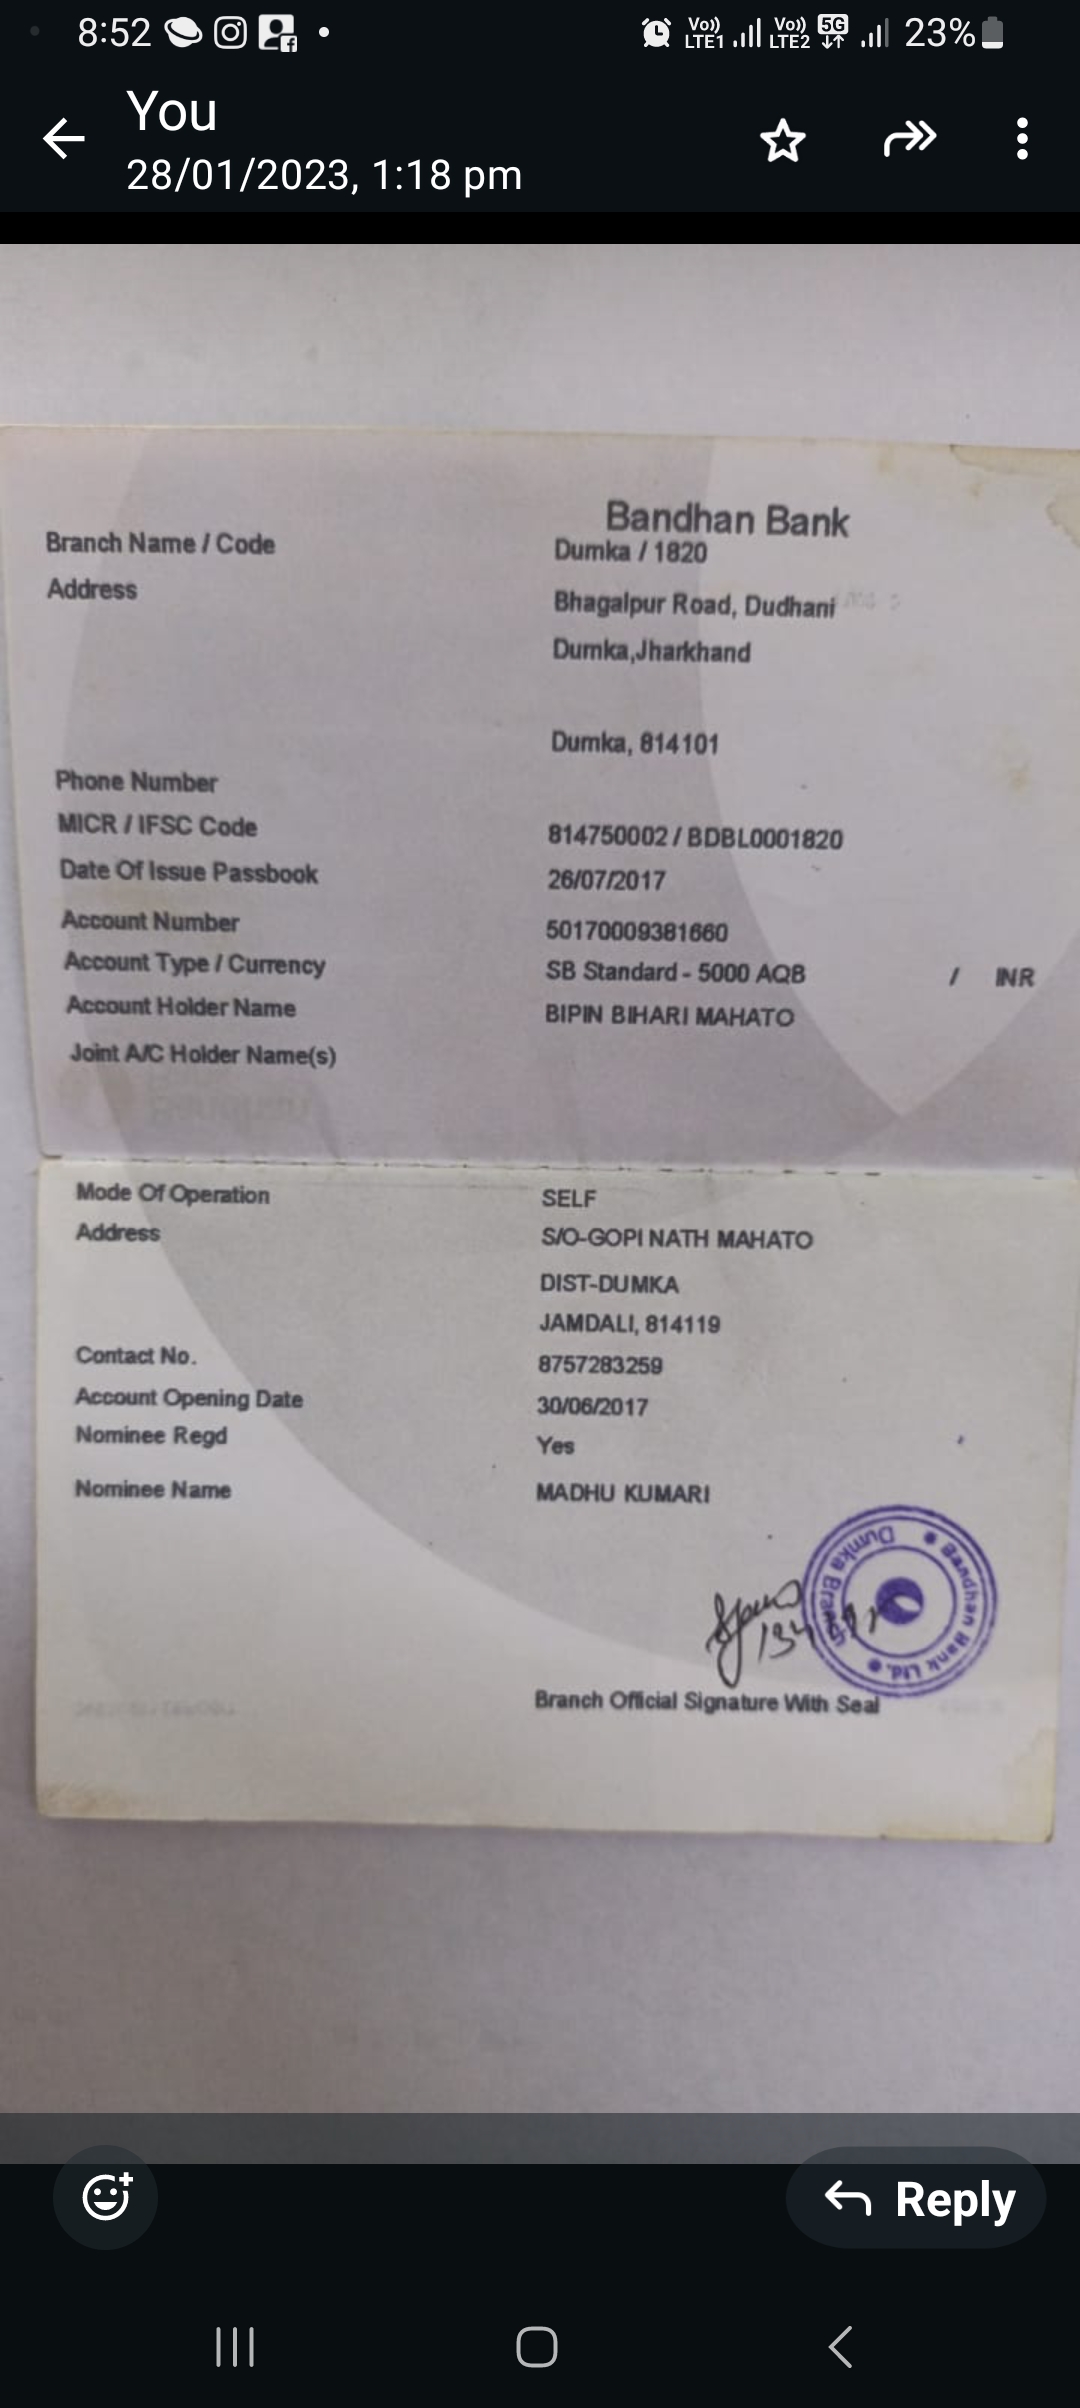 8:52
Vo)) LTE1 Vo)) LTE2 5G 23%
You
28/01/2023, 1:18 pm
Bandhan Bank
Branch Name / Code Dumka / 1820
Address Bhagalpur Road, Dudhani
Dumka,Jharkhand
Dumka, 814101
Phone Number
MICR / IFSC Code 814750002 / BDBL0001820
Date Of Issue Passbook 26/07/2017
Account Number 50170009381660
Account Type / Currency SB Standard - 5000 AQB / INR
Account Holder Name BIPIN BIHARI MAHATO
Joint A/C Holder Name(s)
Mode Of Operation SELF
Address S/O-GOPI NATH MAHATO
DIST-DUMKA
JAMDALI, 814119
Contact No. 8757283259
Account Opening Date 30/06/2017
Nominee Regd Yes
Nominee Name MADHU KUMARI
Bandhan Bank Ltd. Dumka Branch
Branch Official Signature With Seal
Reply